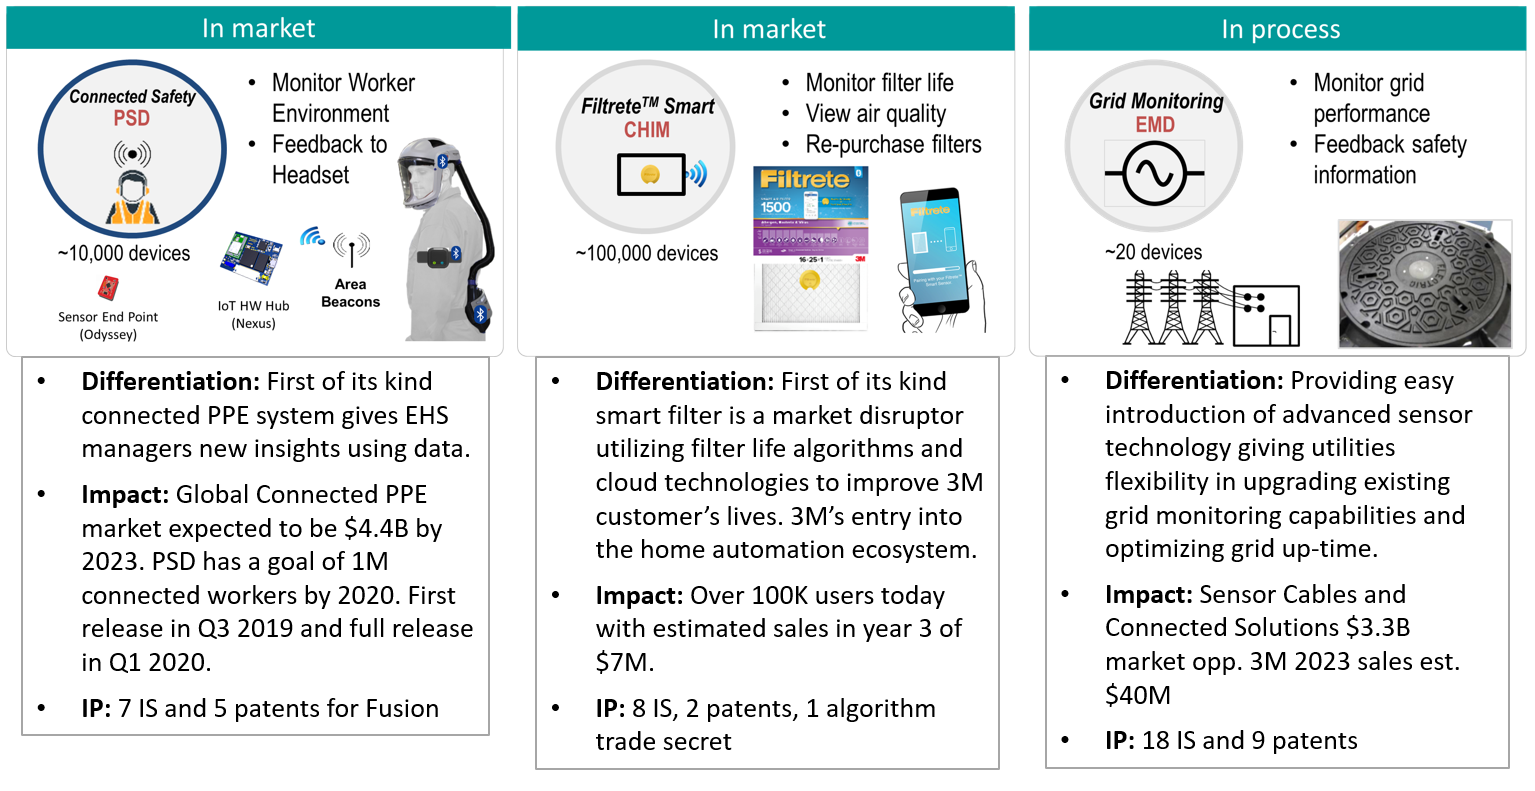 In market
Connected Safety
PSD
• Monitor Worker
Environment
• Feedback to
Headset
~10,000 devices
Sensor End Point
(Odyssey)
IoT HW Hub
(Nexus)
Area
Beacons
• Differentiation: First of its kind
connected PPE system gives EHS
managers new insights using data.
• Impact: Global Connected PPE
market expected to be $4.4B by
2023. PSD has a goal of 1M
connected workers by 2020. First
release in Q3 2019 and full release
in Q1 2020.
• IP: 7 IS and 5 patents for Fusion
In market
Filtrete™ Smart
CHIM
• Monitor filter life
• View air quality
• Re-purchase filters
~100,000 devices
Filtrete
1500
16•25•1
3M
Filtrete
• Differentiation: First of its kind
smart filter is a market disruptor
utilizing filter life algorithms and
cloud technologies to improve 3M
customer's lives. 3M's entry into
the home automation ecosystem.
• Impact: Over 100K users today
with estimated sales in year 3 of
$7M.
• IP: 8 IS, 2 patents, 1 algorithm
trade secret
In process
Grid Monitoring
EMD
• Monitor grid
performance
• Feedback safety
information
~20 devices
• Differentiation: Providing easy
introduction of advanced sensor
technology giving utilities
flexibility in upgrading existing
grid monitoring capabilities and
optimizing grid up-time.
• Impact: Sensor Cables and
Connected Solutions $3.3B
market opp. 3M 2023 sales est.
$40M
• IP: 18 IS and 9 patents